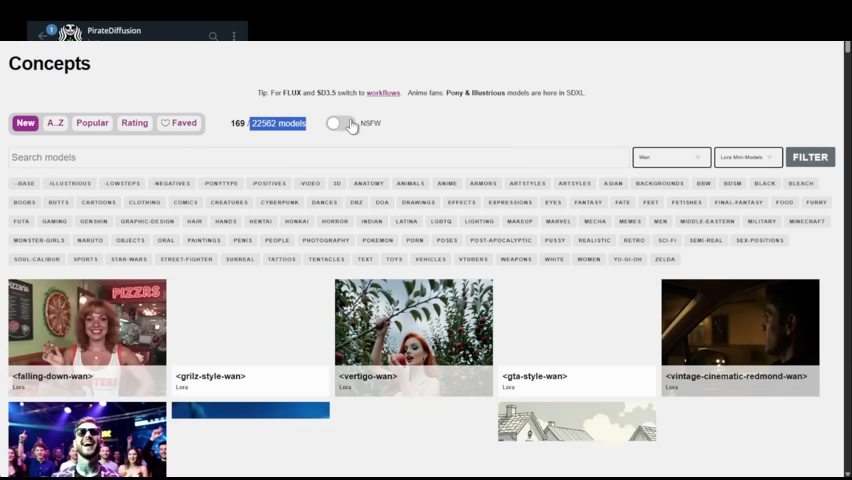 1
PirateDiffusion
Concepts
Tip: For FLUX and SD3.5 switch to workflows. Anime fans: Pony & Illustrious models are here in SDXL.
New A..Z Popular Rating Faved 169 / 22562 models NSFW
Search models Wan Lora Mini-Models FILTER
-BASE -ILLUSTRIOUS -LOWSTEPS -NEGATIVES -PONYTYPE -POSITIVES -VIDEO 3D ANATOMY ANIMALS ANIME ARMORS ARTSTYLES ARTSYLES ASIAN BACKGROUNDS BBW BDSM BLACK BLEACH
BOOBS BUTTS CARTOONS CLOTHING COMICS CREATURES CYBERPUNK DANCES DBZ DOA DRAWINGS EFFECTS EXPRESSIONS EYES FANTASY FATE FEET FETISHES FINAL-FANTASY FOOD FURRY
FUTA GAMING GENSHIN GRAPHIC-DESIGN HAIR HANDS HENTAI HONKAI HORROR INDIAN LATINA LGBTQ LIGHTING MAKEUP MARVEL MECHA MEMES MEN MIDDLE-EASTERN MILITARY MINECRAFT
MONSTER-GIRLS NARUTO OBJECTS ORAL PAINTINGS PENIS PEOPLE PHOTOGRAPHY POKEMON PORN POSES POST-APOCALYPTIC PUSSY REALISTIC RETRO SCI-FI SEMI-REAL SEX-POSITIONS
SOUL-CALIBUR SPORTS STAR-WARS STREET-FIGHTER SURREAL TATTOOS TENTACLES TEXT TOYS VEHICLES VTUBERS WEAPONS WHITE WOMEN YU-GI-OH ZELDA
PIZZRS
<falling-down-wan> <grilz-style-wan> <vertigo-wan> <gta-style-wan> <vintage-cinematic-redmond-wan>
Lora Lora Lora Lora Lora